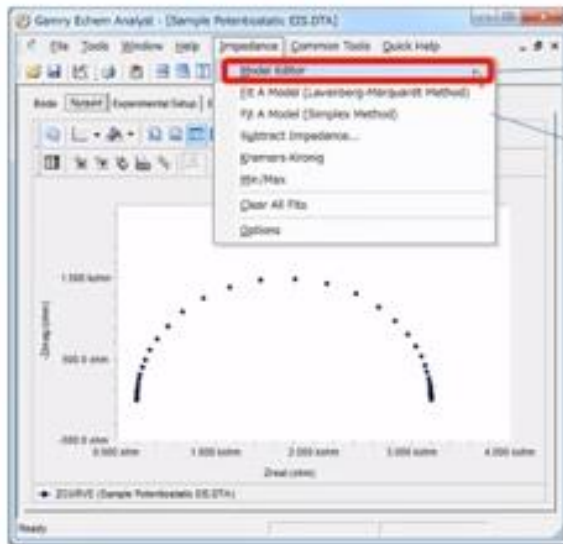 Gamry Echem Analyst - [Sample Potentiostatic EIS.DTA]
File Tools Window Help Impedance Common Tools Quick Help
Model Editor
Fit A Model (Levenberg-Marquardt Method)
Fit A Model (Simplex Method)
Subtract Impedance...
Kramers-Kronig
Min/Max
Clear All Fits
Options
Bode Nyquist Experimental Setup
1.000 kohm
500.0 ohm
-500.0 ohm
-Zimag (ohm)
0.000 ohm 1.000 kohm 2.000 kohm 3.000 kohm 4.000 kohm
Zreal (ohm)
ZCURVE (Sample Potentiostatic EIS.DTA)
Ready